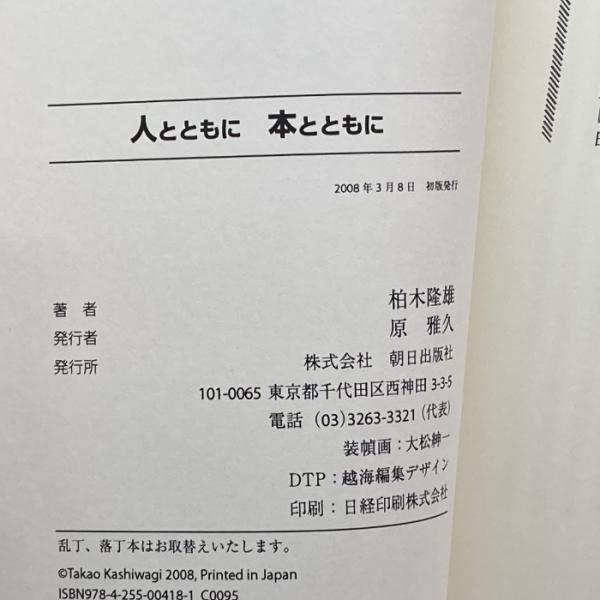 人とともに　本とともに
2008年3月8日　初版発行
著　者　柏木隆雄
発行者　原　雅久
発行所　株式会社　朝日出版社
101-0065 東京都千代田区西神田3-3-5
電話　(03)3263-3321（代表）
装幀画：大松紳一
DTP：越海編集デザイン
印刷：日経印刷株式会社
乱丁、落丁本はお取替えいたします。
©Takao Kashiwagi 2008, Printed in Japan
ISBN978-4-255-00418-1 C0095